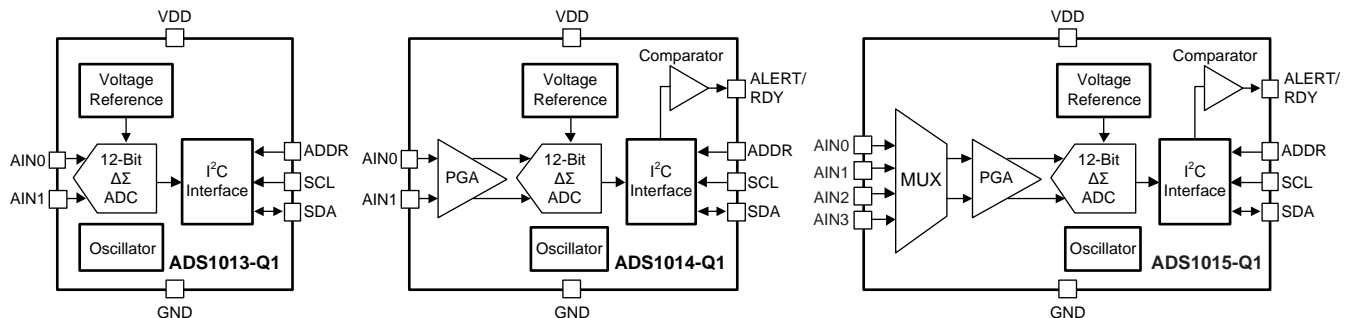 VDD
Voltage
Reference
AIN0
AIN1
12-Bit
ΔΣ
ADC
I²C
Interface
ADDR
SCL
SDA
Oscillator
ADS1013-Q1
GND
VDD
Comparator
ALERT/
RDY
Voltage
Reference
AIN0
AIN1
PGA
12-Bit
ΔΣ
ADC
I²C
Interface
ADDR
SCL
SDA
Oscillator
ADS1014-Q1
GND
VDD
Comparator
ALERT/
RDY
Voltage
Reference
AIN0
AIN1
AIN2
AIN3
MUX
PGA
12-Bit
ΔΣ
ADC
I²C
Interface
ADDR
SCL
SDA
Oscillator
ADS1015-Q1
GND